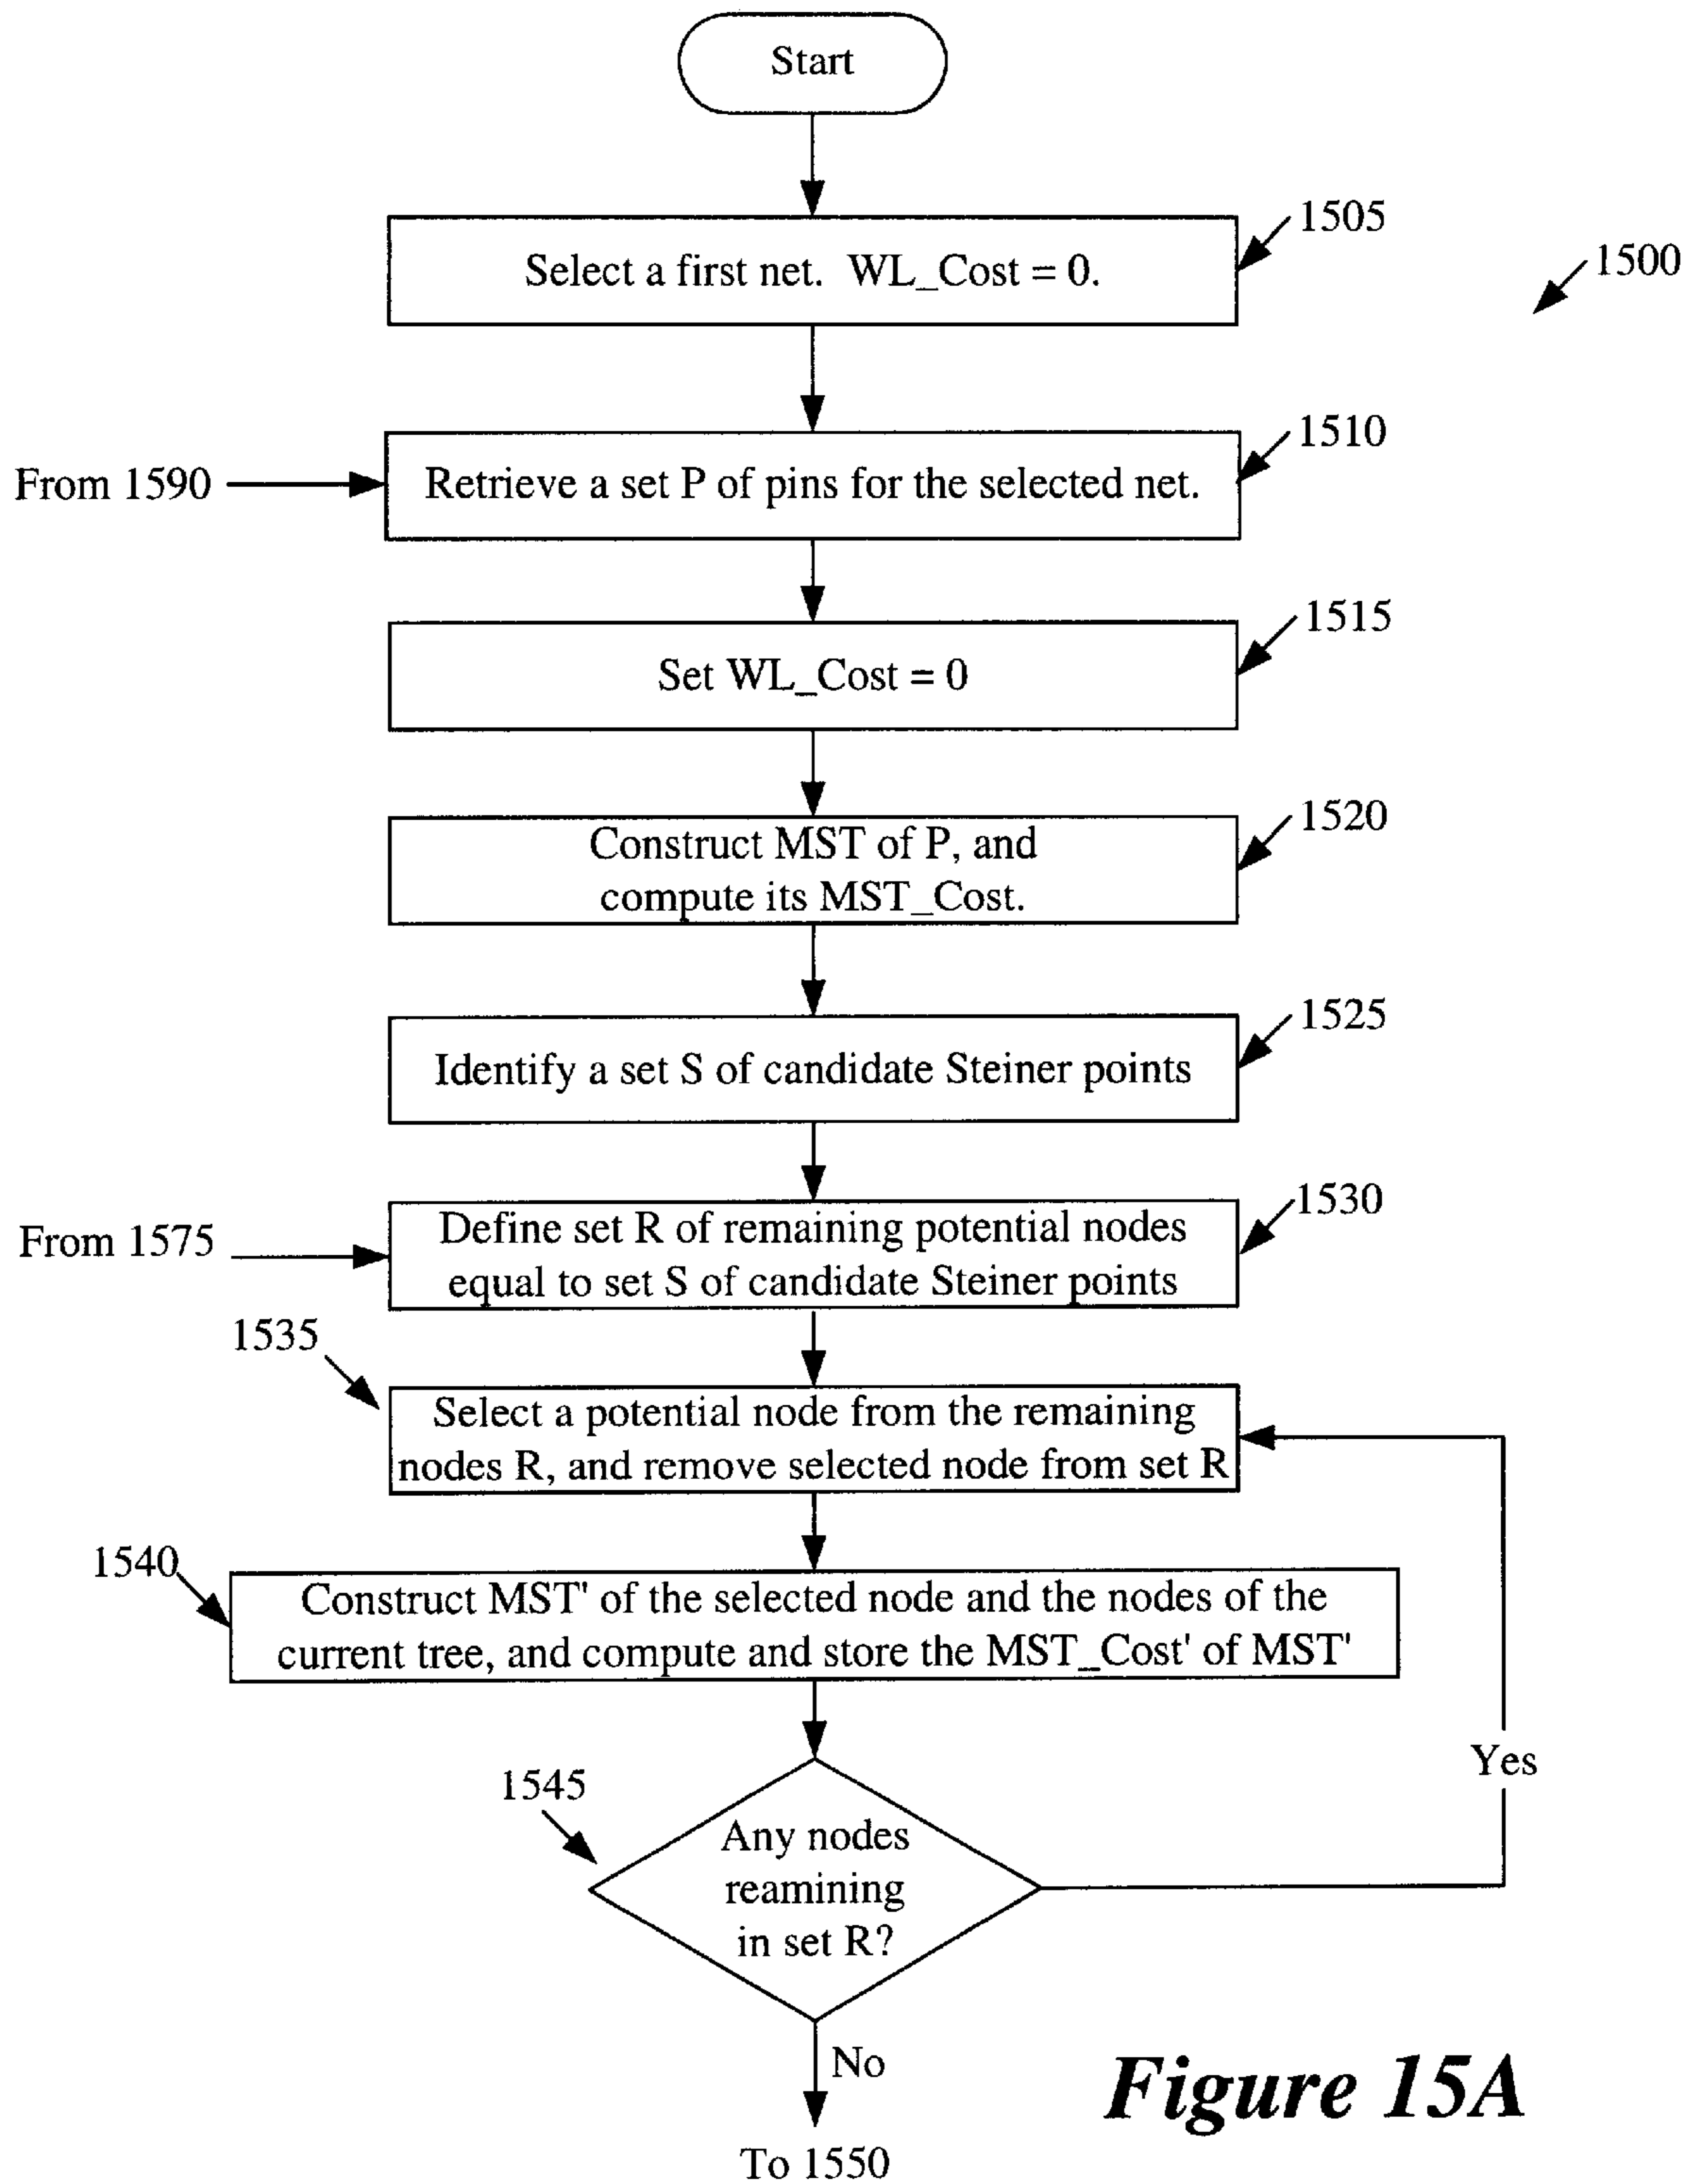 Start
1505
Select a first net. WL_Cost = 0.
1500
1510
From 1590
Retrieve a set P of pins for the selected net.
1515
Set WL_Cost = 0
1520
Construct MST of P, and
compute its MST_Cost.
1525
Identify a set S of candidate Steiner points
1530
From 1575
Define set R of remaining potential nodes
equal to set S of candidate Steiner points
1535
Select a potential node from the remaining
nodes R, and remove selected node from set R
1540
Construct MST' of the selected node and the nodes of the
current tree, and compute and store the MST_Cost' of MST'
Yes
1545
Any nodes
reamining
in set R?
No
Figure 15A
To 1550